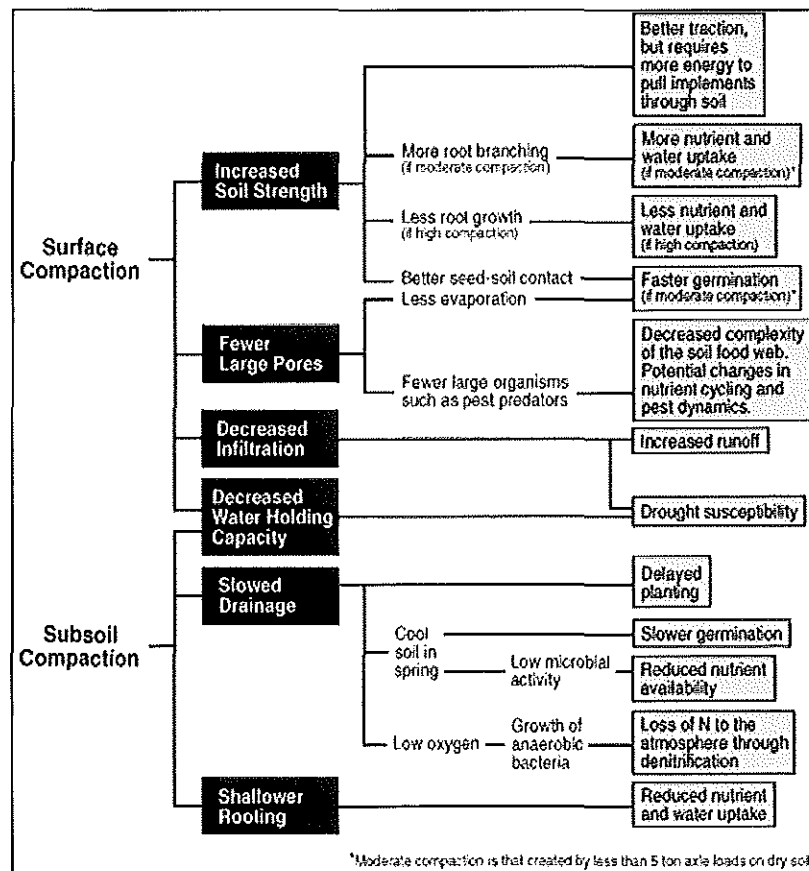 Better traction,
but requires
more energy to
pull implements
through soil
Increased
Soil Strength
More root branching
(if moderate compaction)
More nutrient and
water uptake
(if moderate compaction)*
Less root growth
(if high compaction)
Less nutrient and
water uptake
(if high compaction)
Surface
Compaction
Better seed-soil contact
Less evaporation
Faster germination
(if moderate compaction)*
Fewer
Large Pores
Fewer large organisms
such as pest predators
Decreased complexity
of the soil food web.
Potential changes in
nutrient cycling and
pest dynamics.
Decreased
Infiltration
Increased runoff
Decreased
Water Holding
Capacity
Drought susceptibility
Slowed
Drainage
Delayed
planting
Subsoil
Compaction
Cool
soil in
spring
Slower germination
Low microbial
activity
Reduced nutrient
availability
Low oxygen
Growth of
anaerobic
bacteria
Loss of N to the
atmosphere through
denitrification
Shallower
Rooling
Reduced nutrient
and water uptake
*Moderate compaction is that created by less than 5 ton axle loads on dry soil